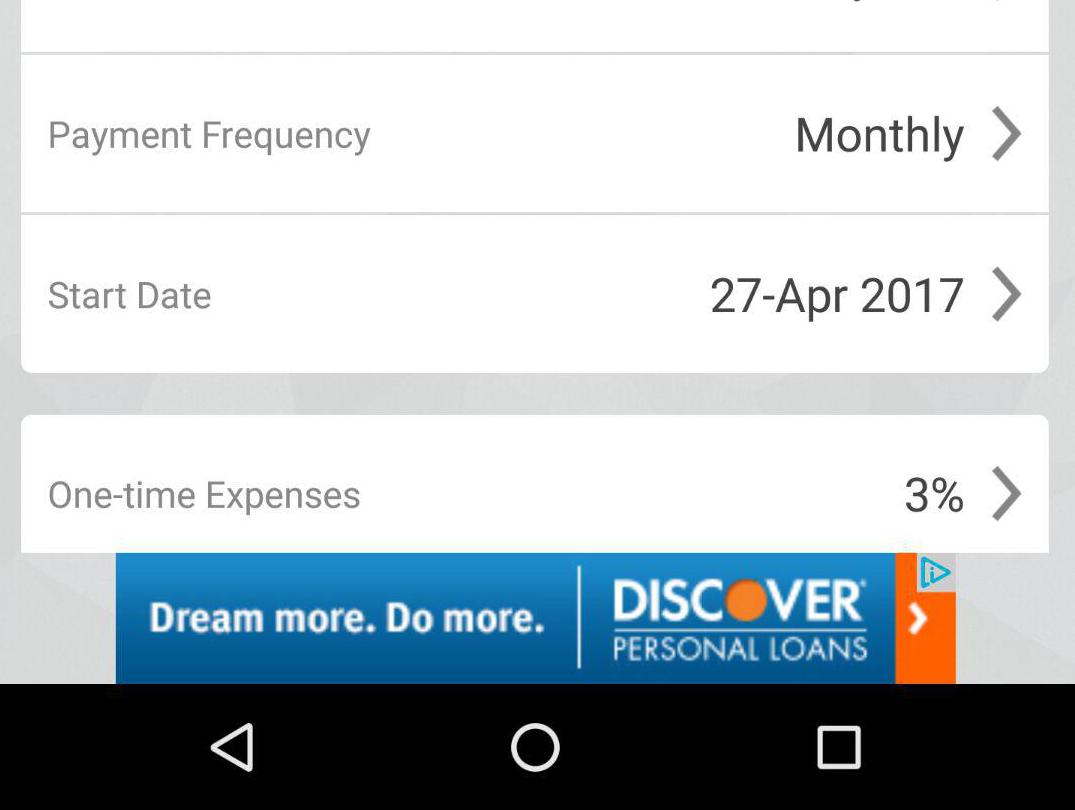 Payment Frequency Monthly
Start Date 27-Apr 2017
One-time Expenses 3%
Dream more. Do more. DISCOVER
PERSONAL LOANS